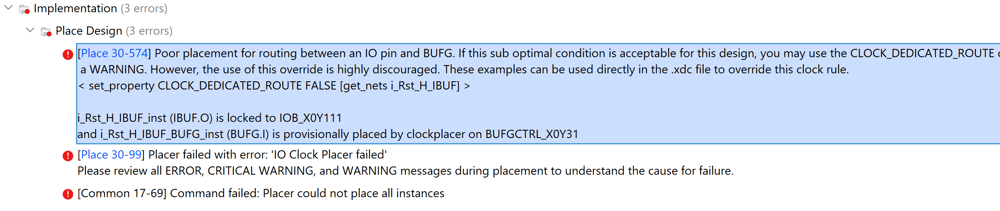 Implementation (3 errors)
Place Design (3 errors)
[Place 30-574] Poor placement for routing between an IO pin and BUFG. If this sub optimal condition is acceptable for this design, you may use the CLOCK_DEDICATED_ROUTE
a WARNING. However, the use of this override is highly discouraged. These examples can be used directly in the .xdc file to override this clock rule.
< set_property CLOCK_DEDICATED_ROUTE FALSE [get_nets i_Rst_H_IBUF] >
i_Rst_H_IBUF_inst (IBUF.O) is locked to IOB_X0Y111
and i_Rst_H_IBUF_BUFG_inst (BUFG.I) is provisionally placed by clockplacer on BUFGCTRL_X0Y31
[Place 30-99] Placer failed with error: 'IO Clock Placer failed'
Please review all ERROR, CRITICAL WARNING, and WARNING messages during placement to understand the cause for failure.
[Common 17-69] Command failed: Placer could not place all instances